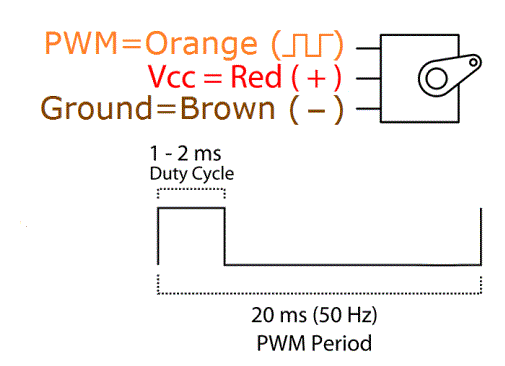 PWM=Orange (⎍⎍)
Vcc = Red ( + )
Ground=Brown ( – )
1 - 2 ms
Duty Cycle
20 ms (50 Hz)
PWM Period